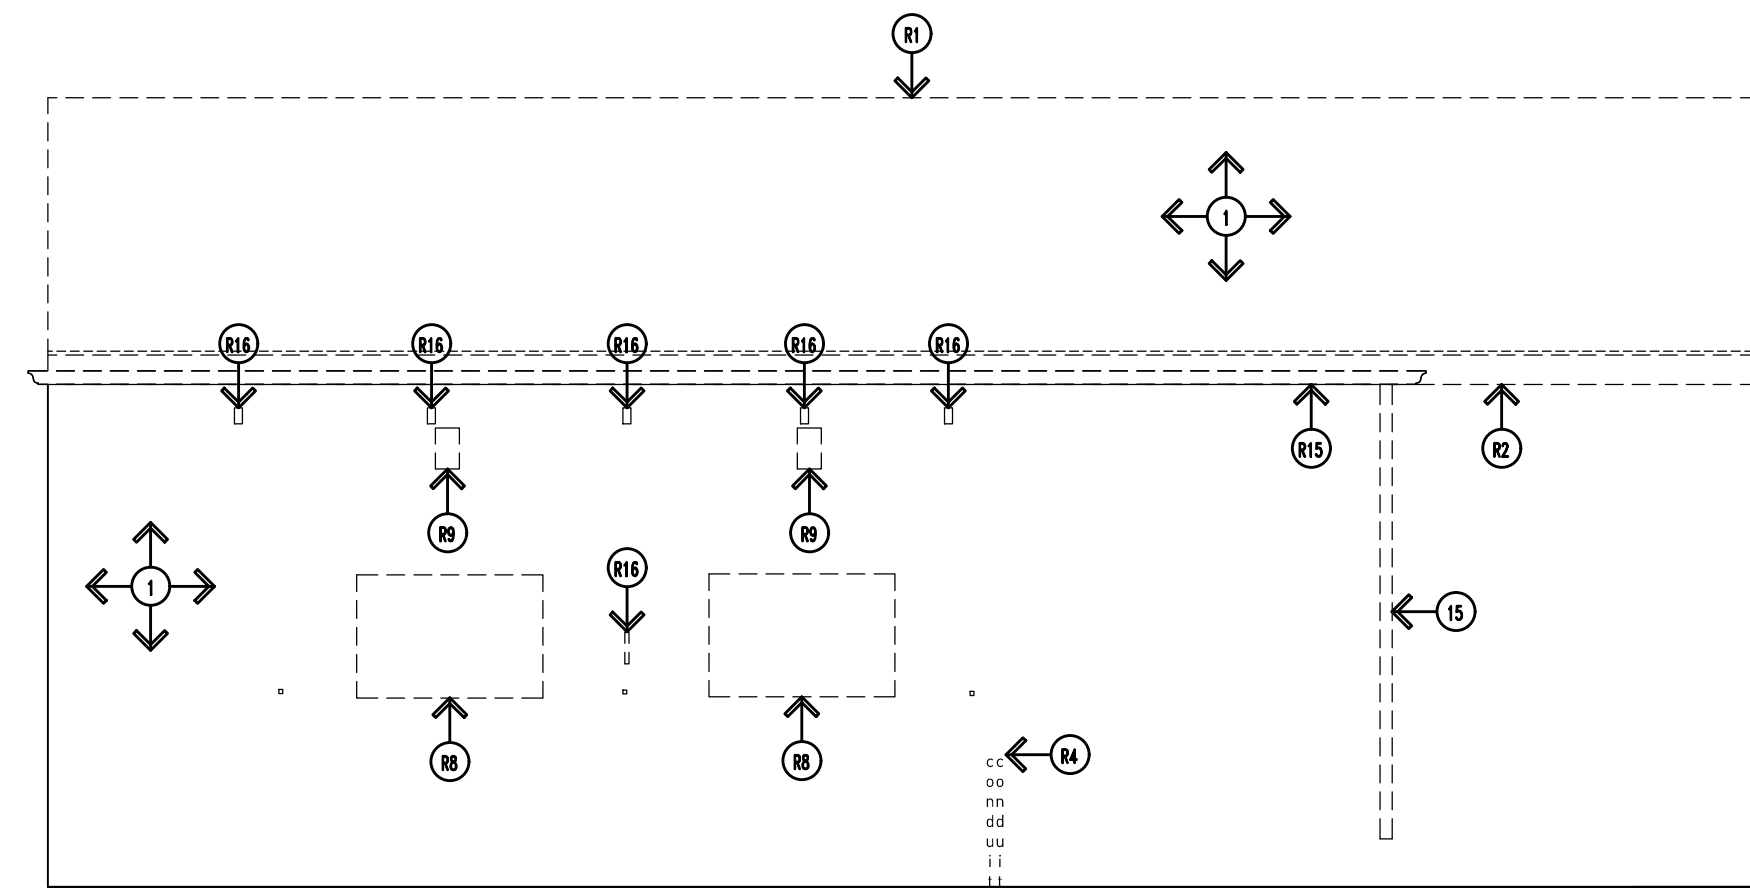 R1
1
R16 R16 R16 R16 R16
R15 R2
R9 R9
R16
1
15
R8 R8
R4
cc
oo
nn
dd
uu
ii
tt